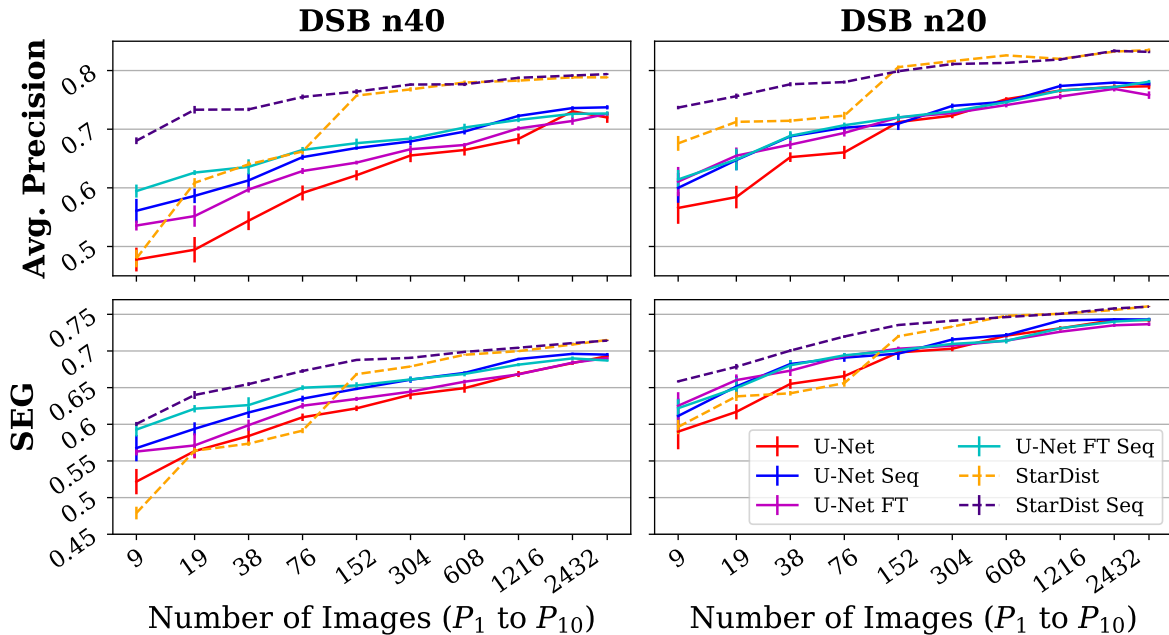 DSB n40
DSB n20
Avg. Precision
0.8
0.7
0.6
0.5
SEG
0.75
0.7
0.65
0.6
0.55
0.5
0.45
U-Net
U-Net Seq
U-Net FT
U-Net FT Seq
StarDist
StarDist Seq
9 19 38 76 152 304 608 1216 2432
9 19 38 76 152 304 608 1216 2432
Number of Images (P₁ to P₁₀)
Number of Images (P₁ to P₁₀)